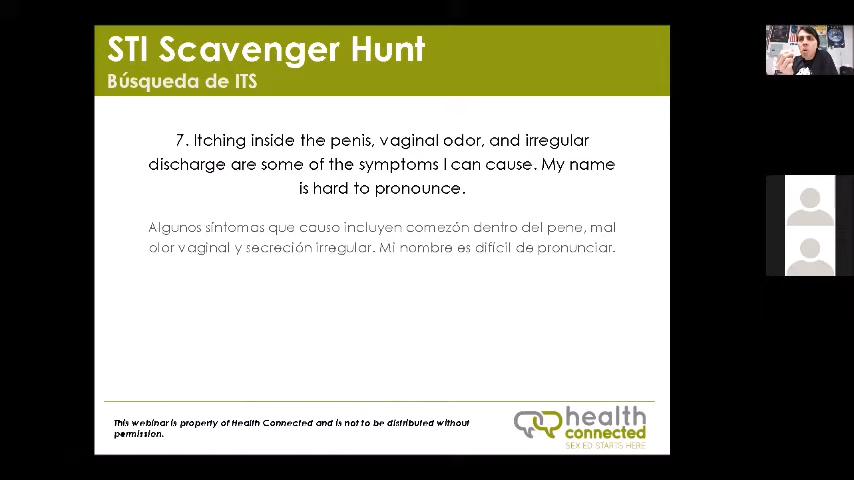 STI Scavenger Hunt
Búsqueda de ITS
7. Itching inside the penis, vaginal odor, and irregular
discharge are some of the symptoms I can cause. My name
is hard to pronounce.
Algunos síntomas que causo incluyen comezón dentro del pene, mal
olor vaginal y secreción irregular. Mi nombre es difícil de pronunciar.
This webinar is property of Health Connected and is not to be distributed without
permission.
health
connected
SEX ED STARTS HERE